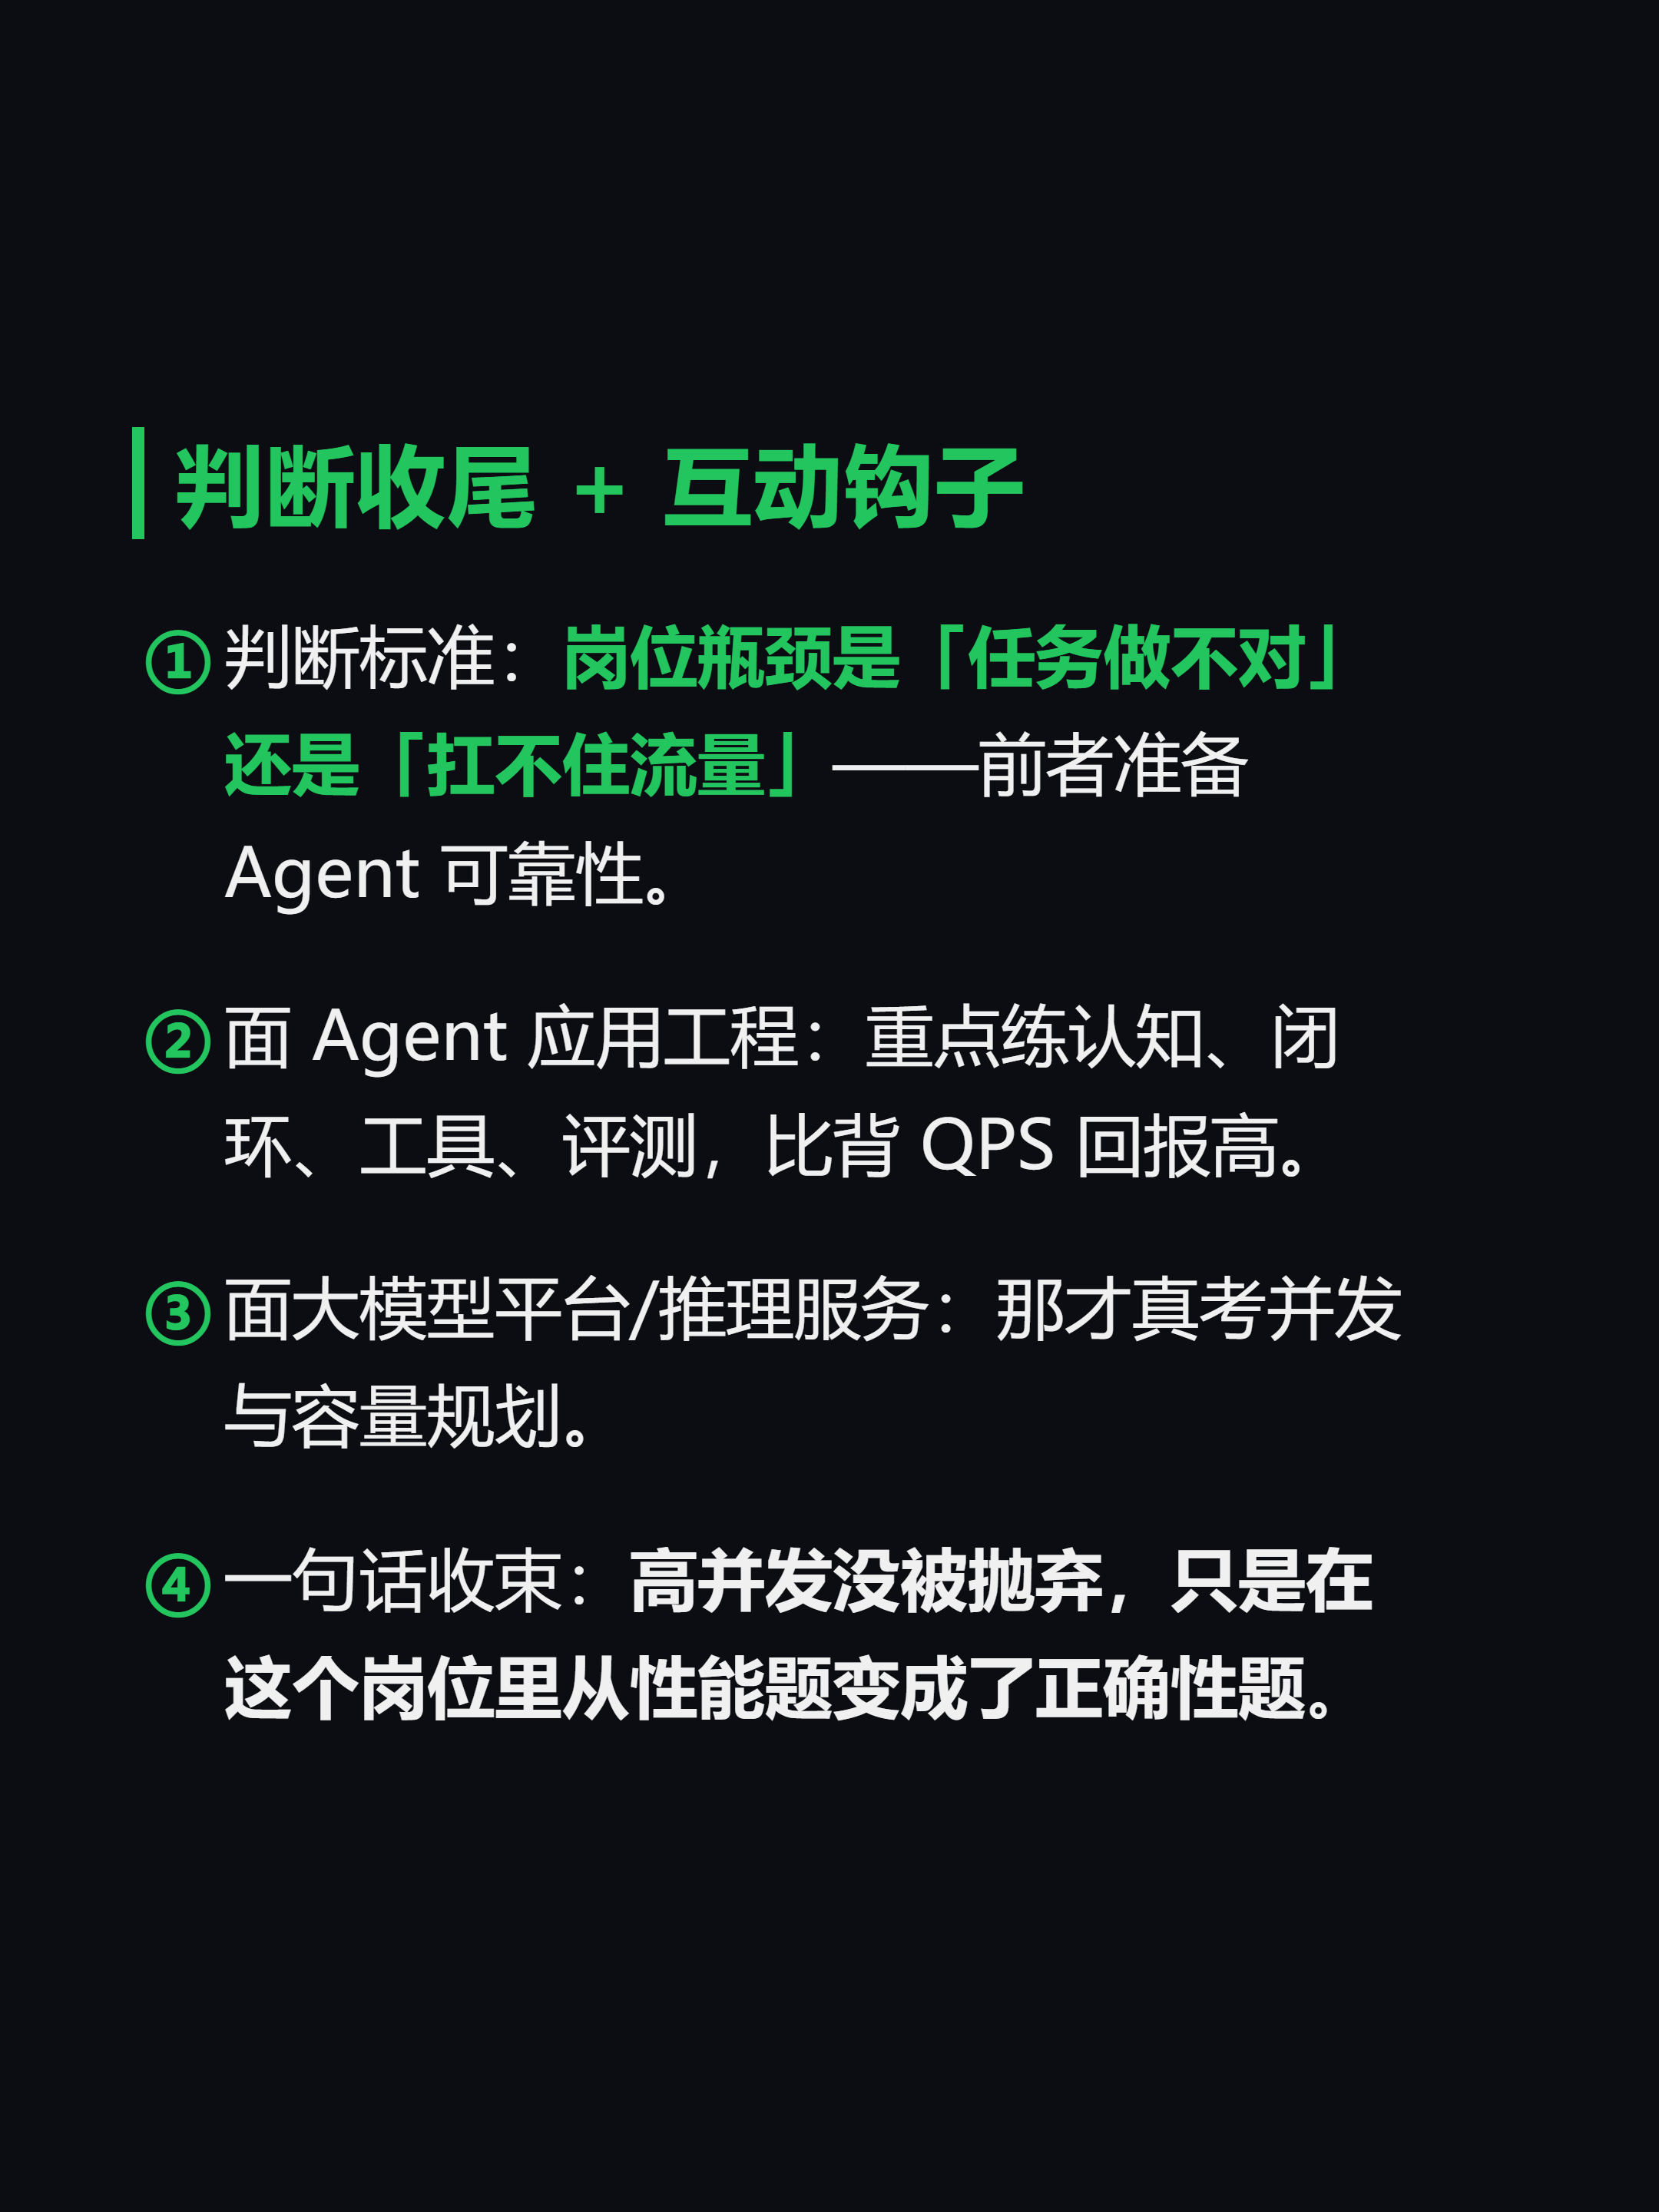 判断收尾 + 互动钩子
① 判断标准：岗位瓶颈是「任务做不对」
还是「扛不住流量」——前者准备
Agent 可靠性。
② 面 Agent 应用工程：重点练认知、闭
环、工具、评测，比背 QPS 回报高。
③ 面大模型平台/推理服务：那才真考并发
与容量规划。
④ 一句话收束：高并发没被抛弃，只是在
这个岗位里从性能题变成了正确性题。